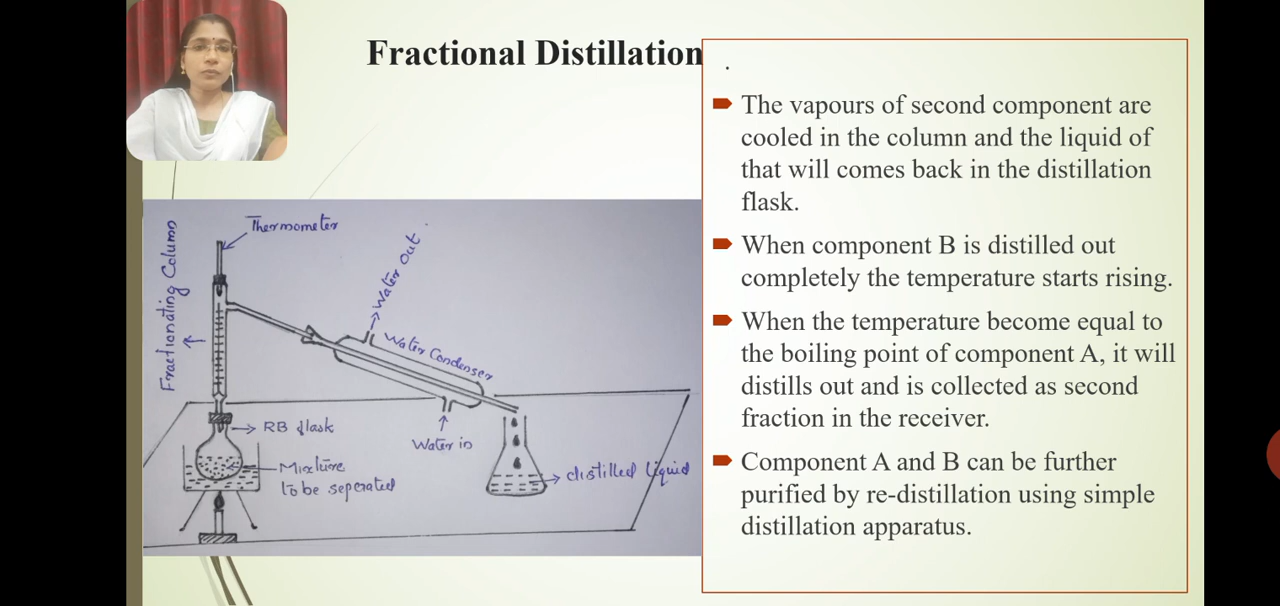 Fractional Distillation
.
The vapours of second component are
cooled in the column and the liquid of
that will comes back in the distillation
flask.
When component B is distilled out
completely the temperature starts rising.
When the temperature become equal to
the boiling point of component A, it will
distills out and is collected as second
fraction in the receiver.
Component A and B can be further
purified by re-distillation using simple
distillation apparatus.
Thermometer
Fractionating Column
Water Out
Water Condenser
Water in
RB flask
Mixture
to be seperated
distilled liquid